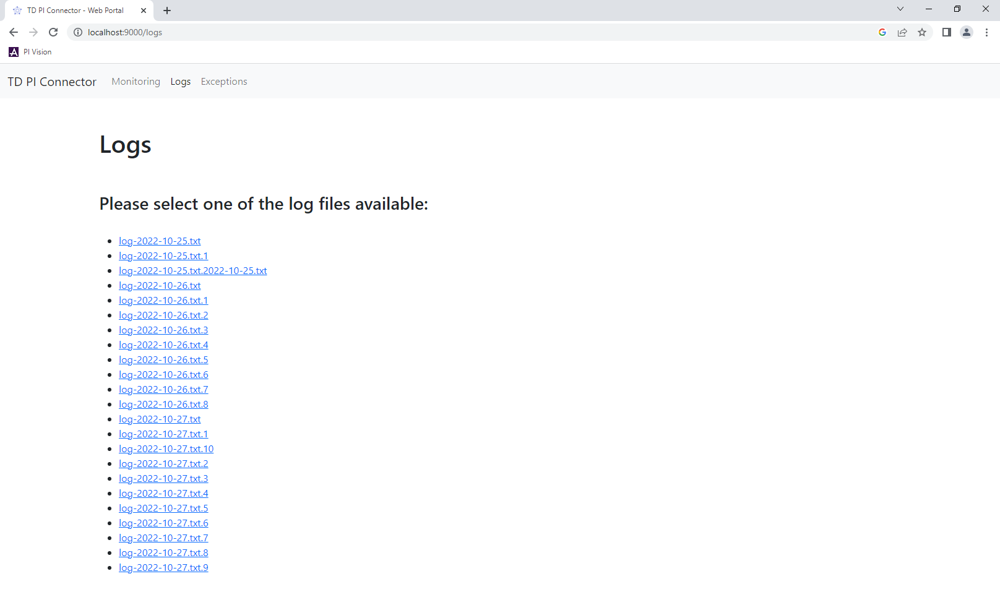 TD PI Connector - Web Portal
localhost:9000/logs
PI Vision
TD PI Connector Monitoring Logs Exceptions
Logs
Please select one of the log files available:
log-2022-10-25.txt
log-2022-10-25.txt.1
log-2022-10-25.txt.2022-10-25.txt
log-2022-10-26.txt
log-2022-10-26.txt.1
log-2022-10-26.txt.2
log-2022-10-26.txt.3
log-2022-10-26.txt.4
log-2022-10-26.txt.5
log-2022-10-26.txt.6
log-2022-10-26.txt.7
log-2022-10-26.txt.8
log-2022-10-27.txt
log-2022-10-27.txt.1
log-2022-10-27.txt.10
log-2022-10-27.txt.2
log-2022-10-27.txt.3
log-2022-10-27.txt.4
log-2022-10-27.txt.5
log-2022-10-27.txt.6
log-2022-10-27.txt.7
log-2022-10-27.txt.8
log-2022-10-27.txt.9